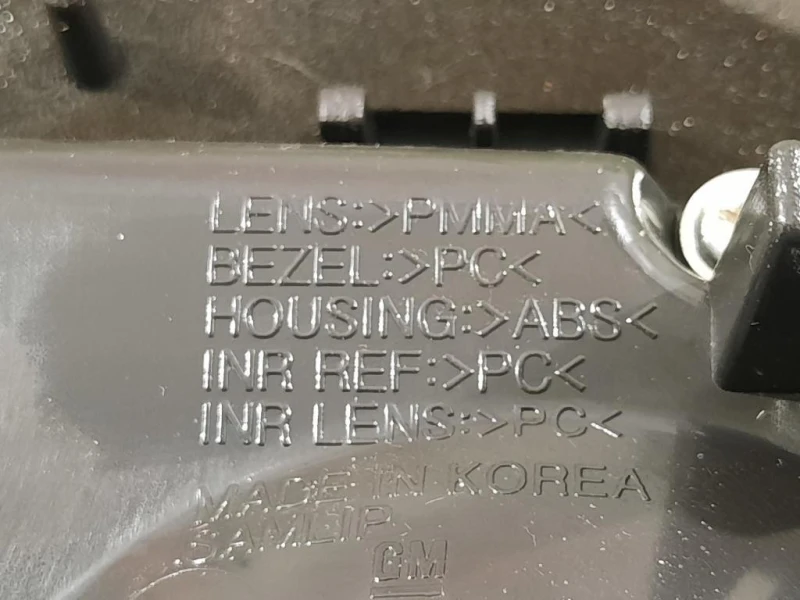 LENS:>PMMA<
BEZEL:>PC<
HOUSING:>ABS<
INR REF:>PC<
INR LENS:>PC<
MADE IN KOREA
SAMLIP
GM